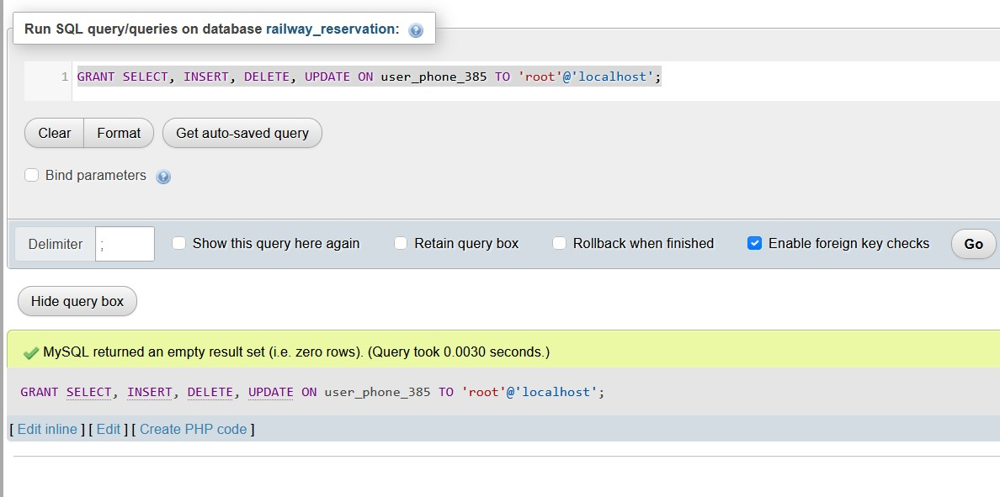 Run SQL query/queries on database railway_reservation:
1 GRANT SELECT, INSERT, DELETE, UPDATE ON user_phone_385 TO 'root'@'localhost';
Clear Format Get auto-saved query
Bind parameters
Delimiter ; Show this query here again Retain query box Rollback when finished Enable foreign key checks Go
Hide query box
MySQL returned an empty result set (i.e. zero rows). (Query took 0.0030 seconds.)
GRANT SELECT, INSERT, DELETE, UPDATE ON user_phone_385 TO 'root'@'localhost';
[ Edit inline ] [ Edit ] [ Create PHP code ]